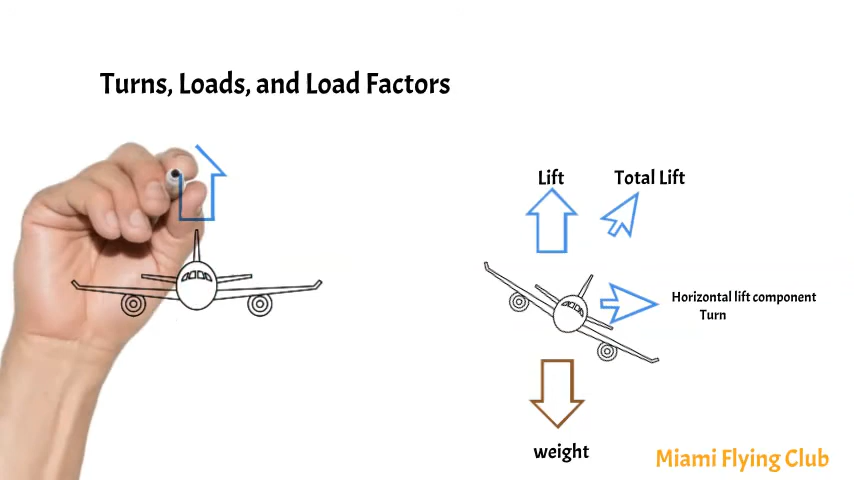 Turns, Loads, and Load Factors
Lift
Total Lift
Horizontal lift component
Turn
weight
Miami Flying Club